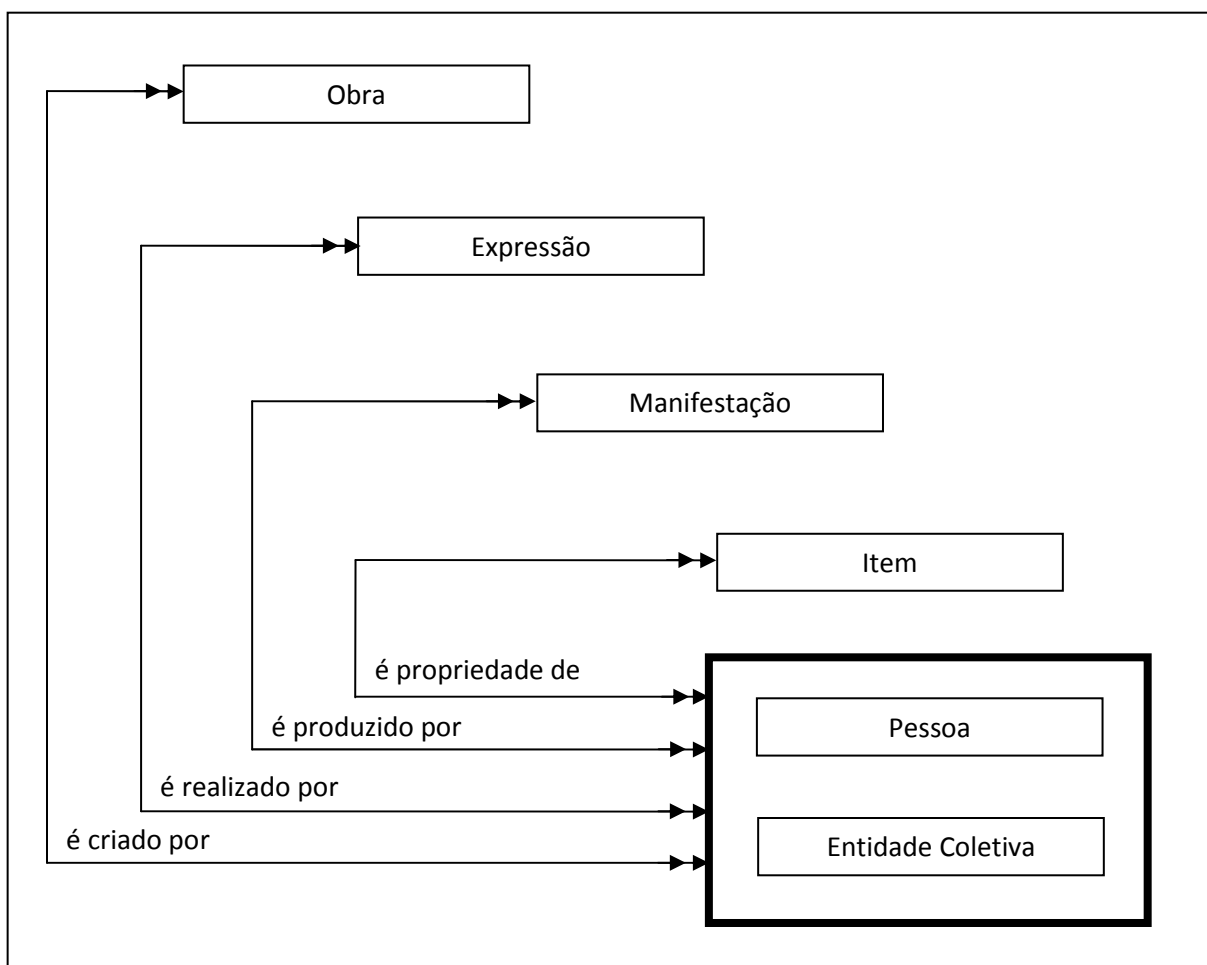 Obra
Expressão
Manifestação
Item
é propriedade de
Pessoa
é produzido por
é realizado por
Entidade Coletiva
é criado por